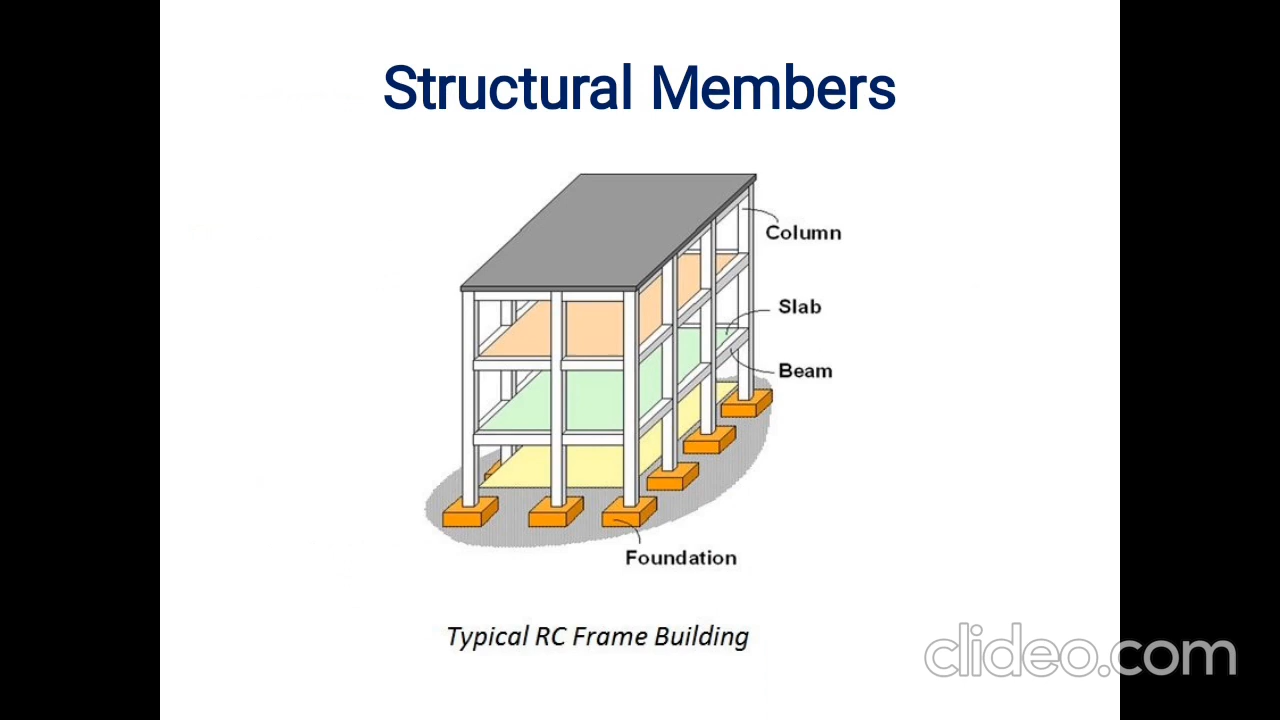 Structural Members
Column
Slab
Beam
Foundation
Typical RC Frame Building
clideo.com